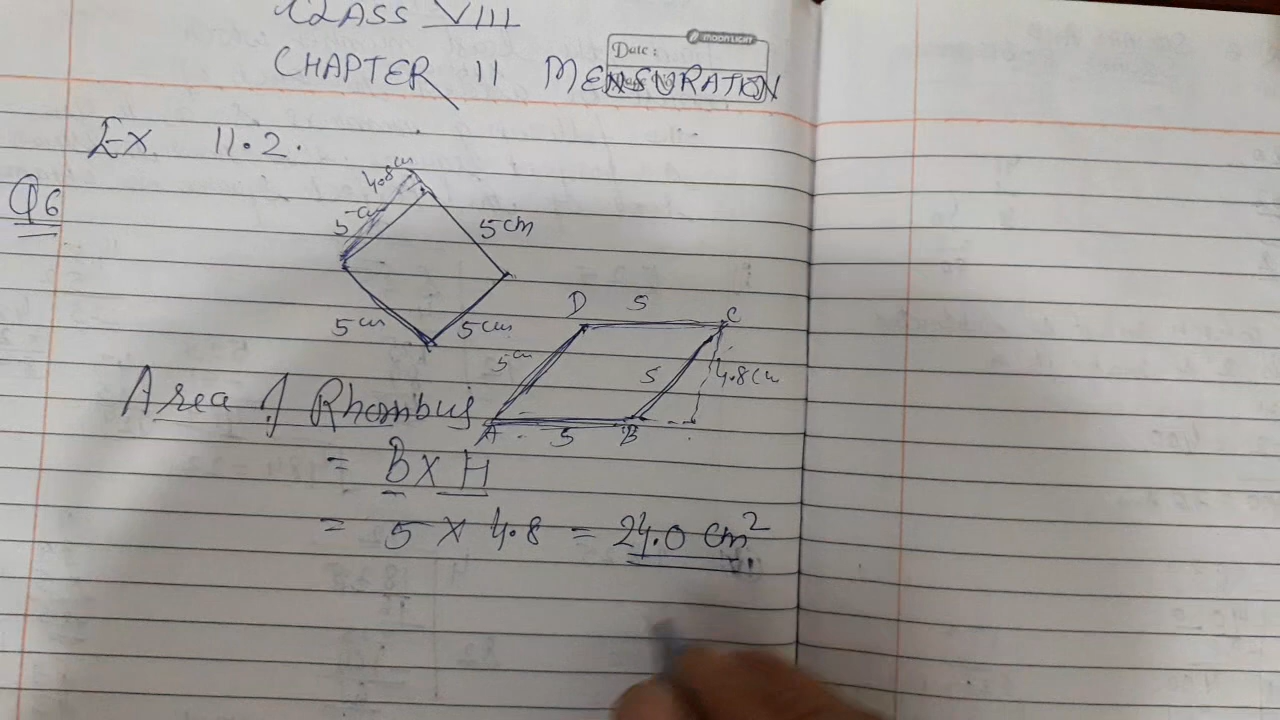 CLASS VIII
MOONLIGHT
Date:
CHAPTER 11 MENSURATION
Ex 11.2.
Q6
4.8cm
5cm
5cm
5cm
5cm
D 5 C
5cm
5
4.8cm
A 5 B
Area of Rhombus
= B X H
= 5 X 4.8 = 24.0 cm²